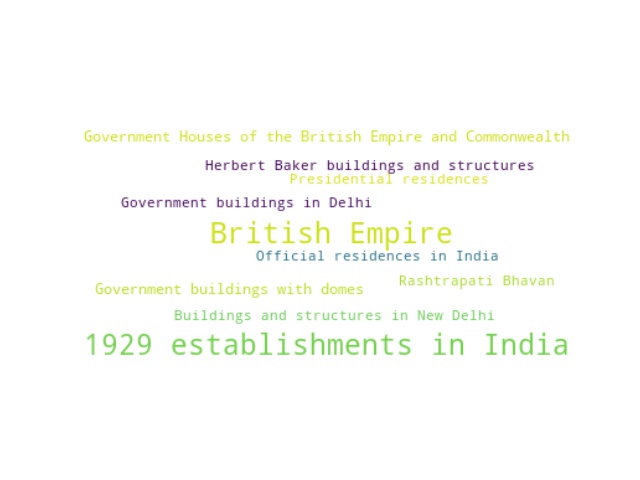 Government Houses of the British Empire and Commonwealth
Herbert Baker buildings and structures
Presidential residences
Government buildings in Delhi
British Empire
Official residences in India
Rashtrapati Bhavan
Government buildings with domes
Buildings and structures in New Delhi
1929 establishments in India